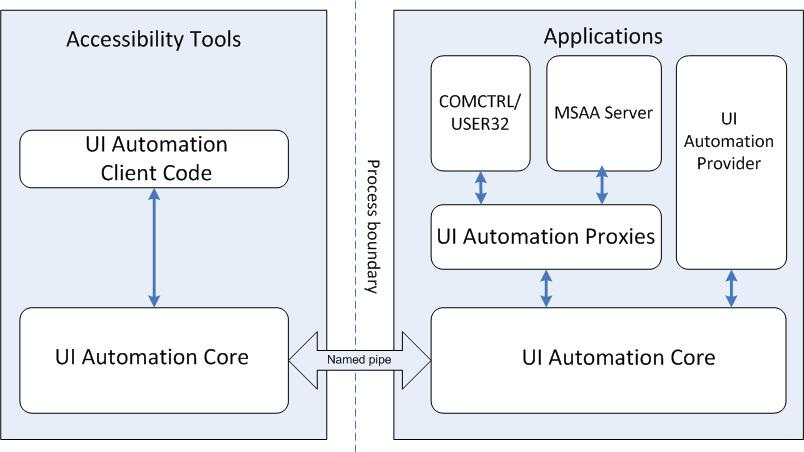 Accessibility Tools
UI Automation
Client Code
UI Automation Core
Process boundary
Named pipe
Applications
COMCTRL/
USER32
MSAA Server
UI
Automation
Provider
UI Automation Proxies
UI Automation Core